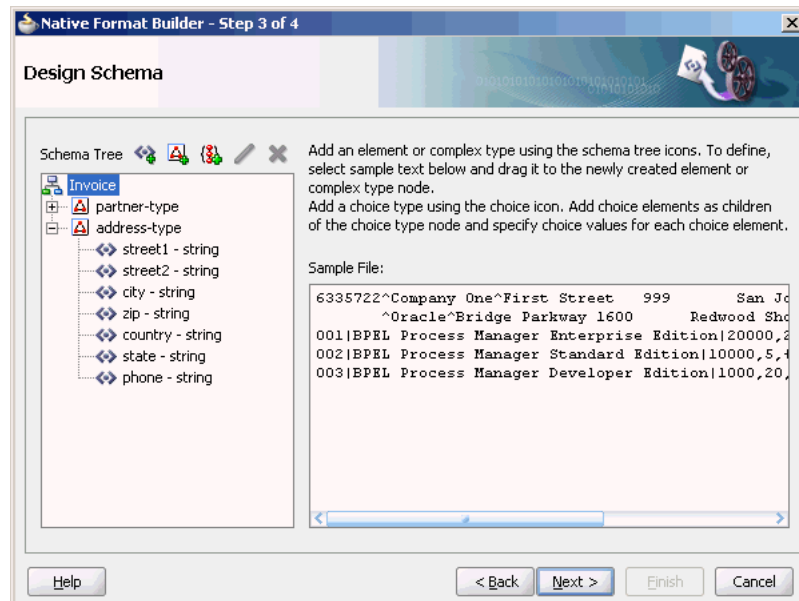 Native Format Builder - Step 3 of 4
Design Schema
Schema Tree
Invoice
partner-type
address-type
street1 - string
street2 - string
city - string
zip - string
country - string
state - string
phone - string
Add an element or complex type using the schema tree icons. To define,
select sample text below and drag it to the newly created element or
complex type node.
Add a choice type using the choice icon. Add choice elements as children
of the choice type node and specify choice values for each choice element.
Sample File:
6335722^Company One^First Street 999 San Jo
^Oracle^Bridge Parkway 1600 Redwood Sho
001|BPEL Process Manager Enterprise Edition|20000,2
002|BPEL Process Manager Standard Edition|10000,5,
003|BPEL Process Manager Developer Edition|1000,20,
Help
< Back
Next >
Finish
Cancel